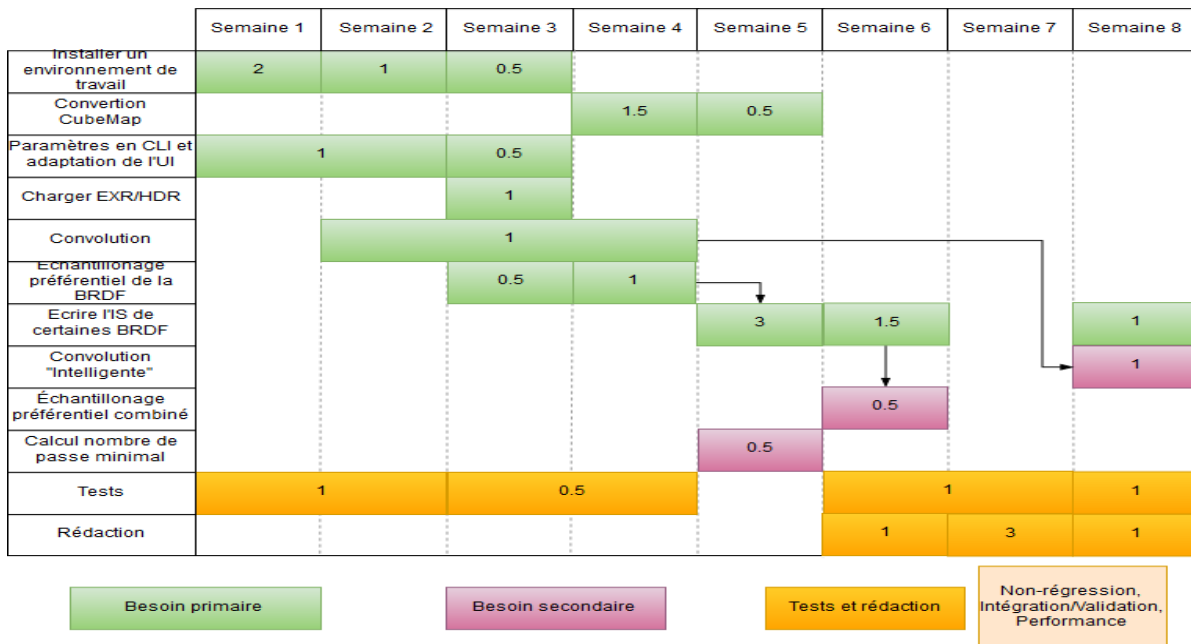 Semaine 1 Semaine 2 Semaine 3 Semaine 4 Semaine 5 Semaine 6 Semaine 7 Semaine 8
Installer un
environnement de
travail
2 1 0.5
Convertion
CubeMap
1.5 0.5
Paramètres en CLI et
adaptation de l'UI
1 0.5
Charger EXR/HDR
1
Convolution
1
Echantillonage
préférentiel de la
BRDF
0.5 1
Ecrire l'IS de
certaines BRDF
3 1.5 1
Convolution
"Intelligente"
1
Échantillonage
préférentiel combiné
0.5
Calcul nombre de
passe minimal
0.5
Tests
1 0.5 1 1
Rédaction
1 3 1
Besoin primaire
Besoin secondaire
Tests et rédaction
Non-régression,
Intégration/Validation,
Performance